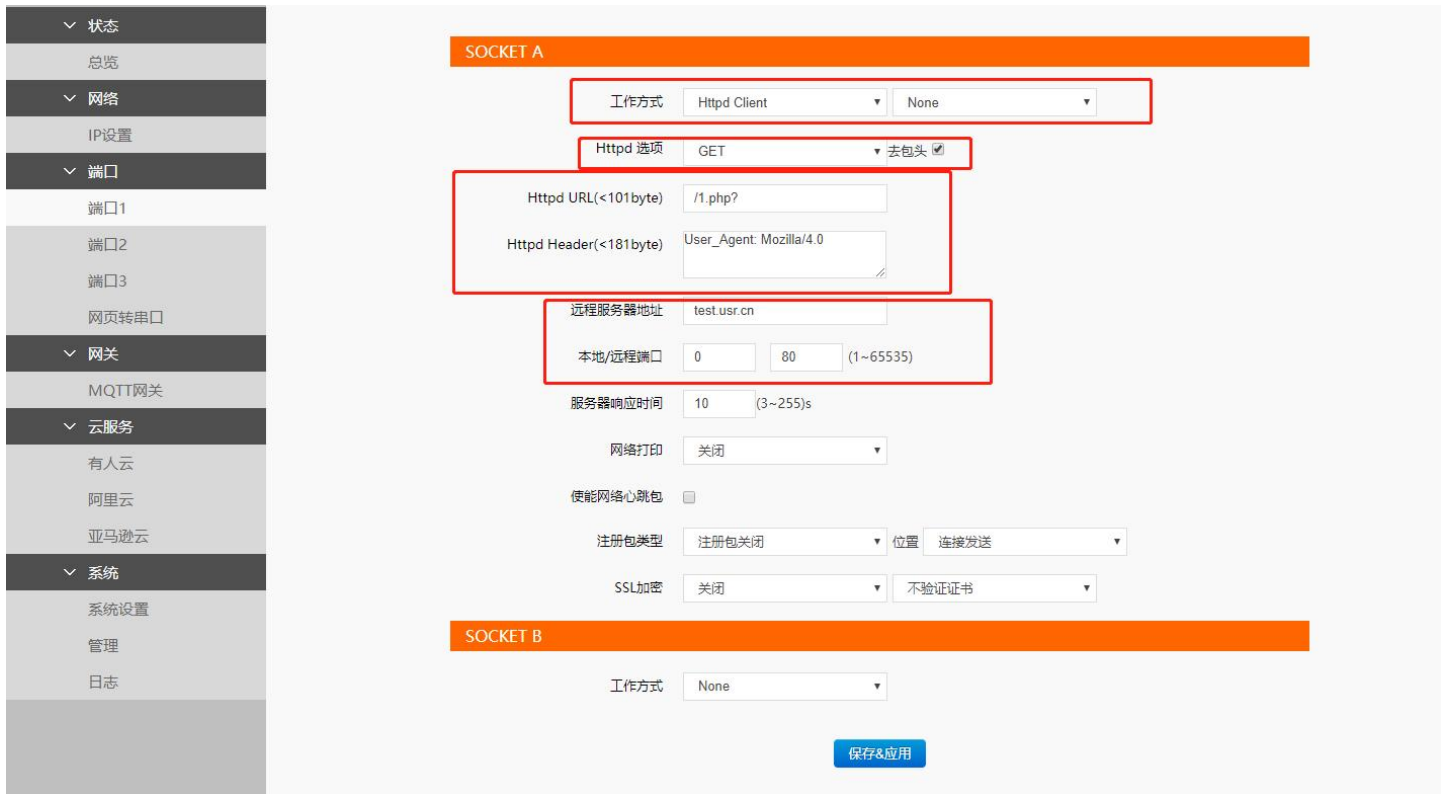 状态
总览
网络
IP设置
端口
端口1
端口2
端口3
网页转串口
网关
MQTT网关
云服务
有人云
阿里云
亚马逊云
系统
系统设置
管理
日志
SOCKET A
工作方式 Httpd Client None
Httpd 选项 GET 去包头
Httpd URL(<101byte) /1.php?
Httpd Header(<181byte) User_Agent: Mozilla/4.0
远程服务器地址 test.usr.cn
本地/远程端口 0 80 (1~65535)
服务器响应时间 10 (3~255)s
网络打印 关闭
使能网络心跳包
注册包类型 注册包关闭 位置 连接发送
SSL加密 关闭 不验证证书
SOCKET B
工作方式 None
保存&应用